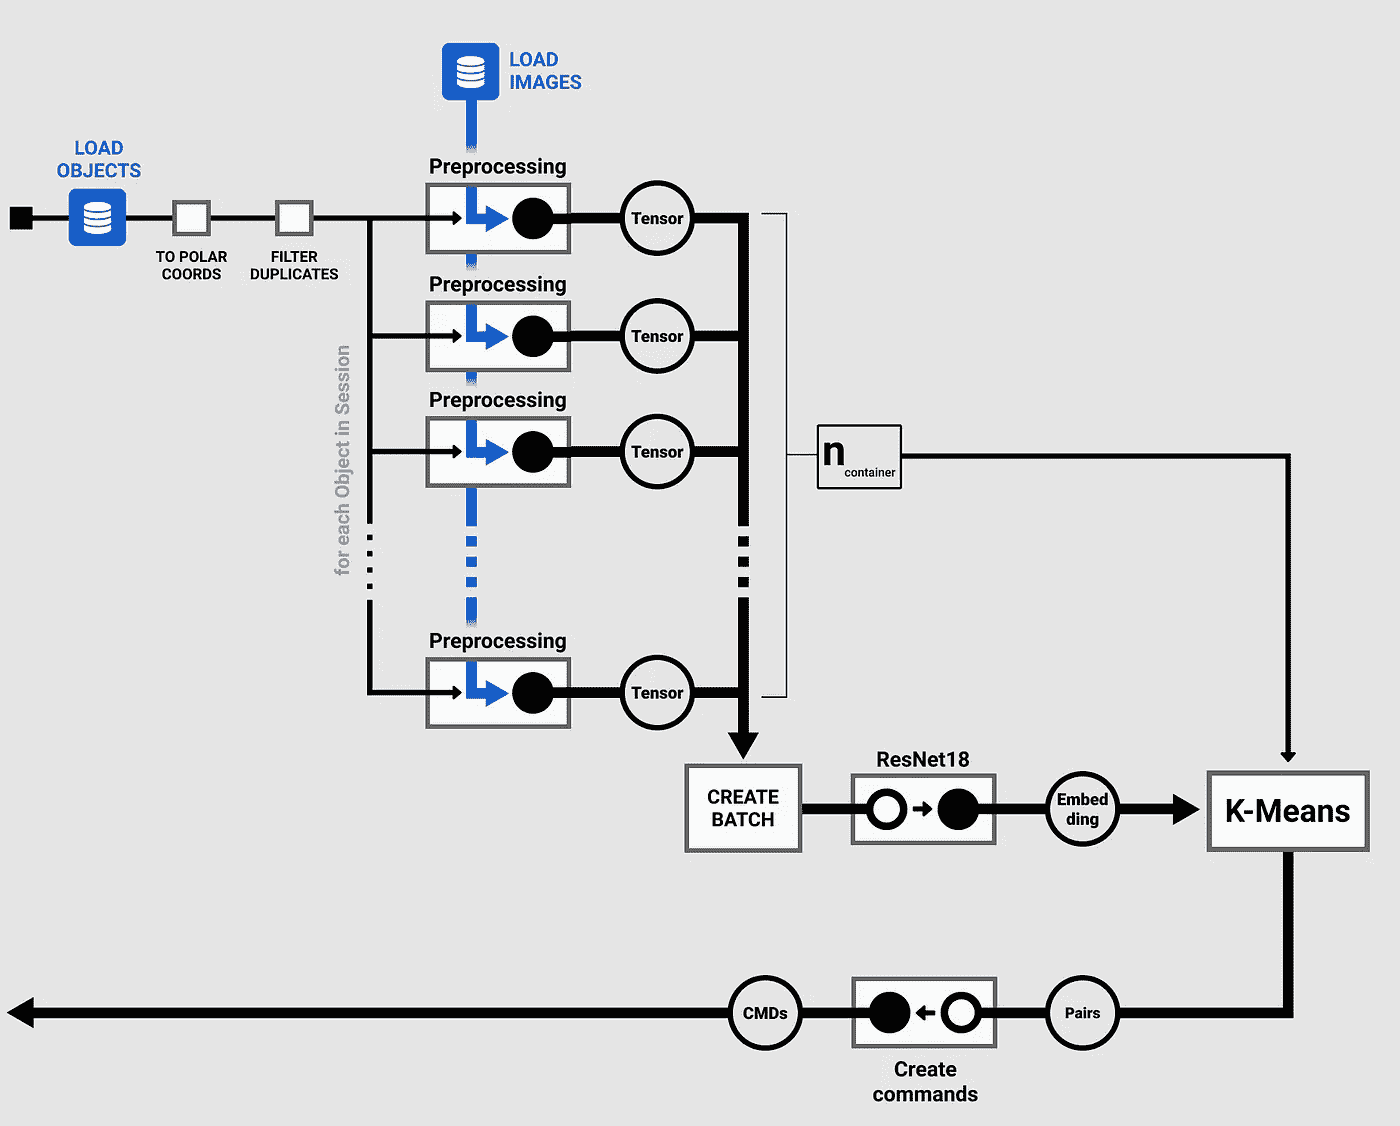 LOAD
IMAGES
LOAD
OBJECTS
TO POLAR
COORDS
FILTER
DUPLICATES
for each Object in Session
Preprocessing
Tensor
Preprocessing
Tensor
Preprocessing
Tensor
Preprocessing
Tensor
n
container
CREATE
BATCH
ResNet18
Embed
ding
K-Means
Pairs
Create
commands
CMDs